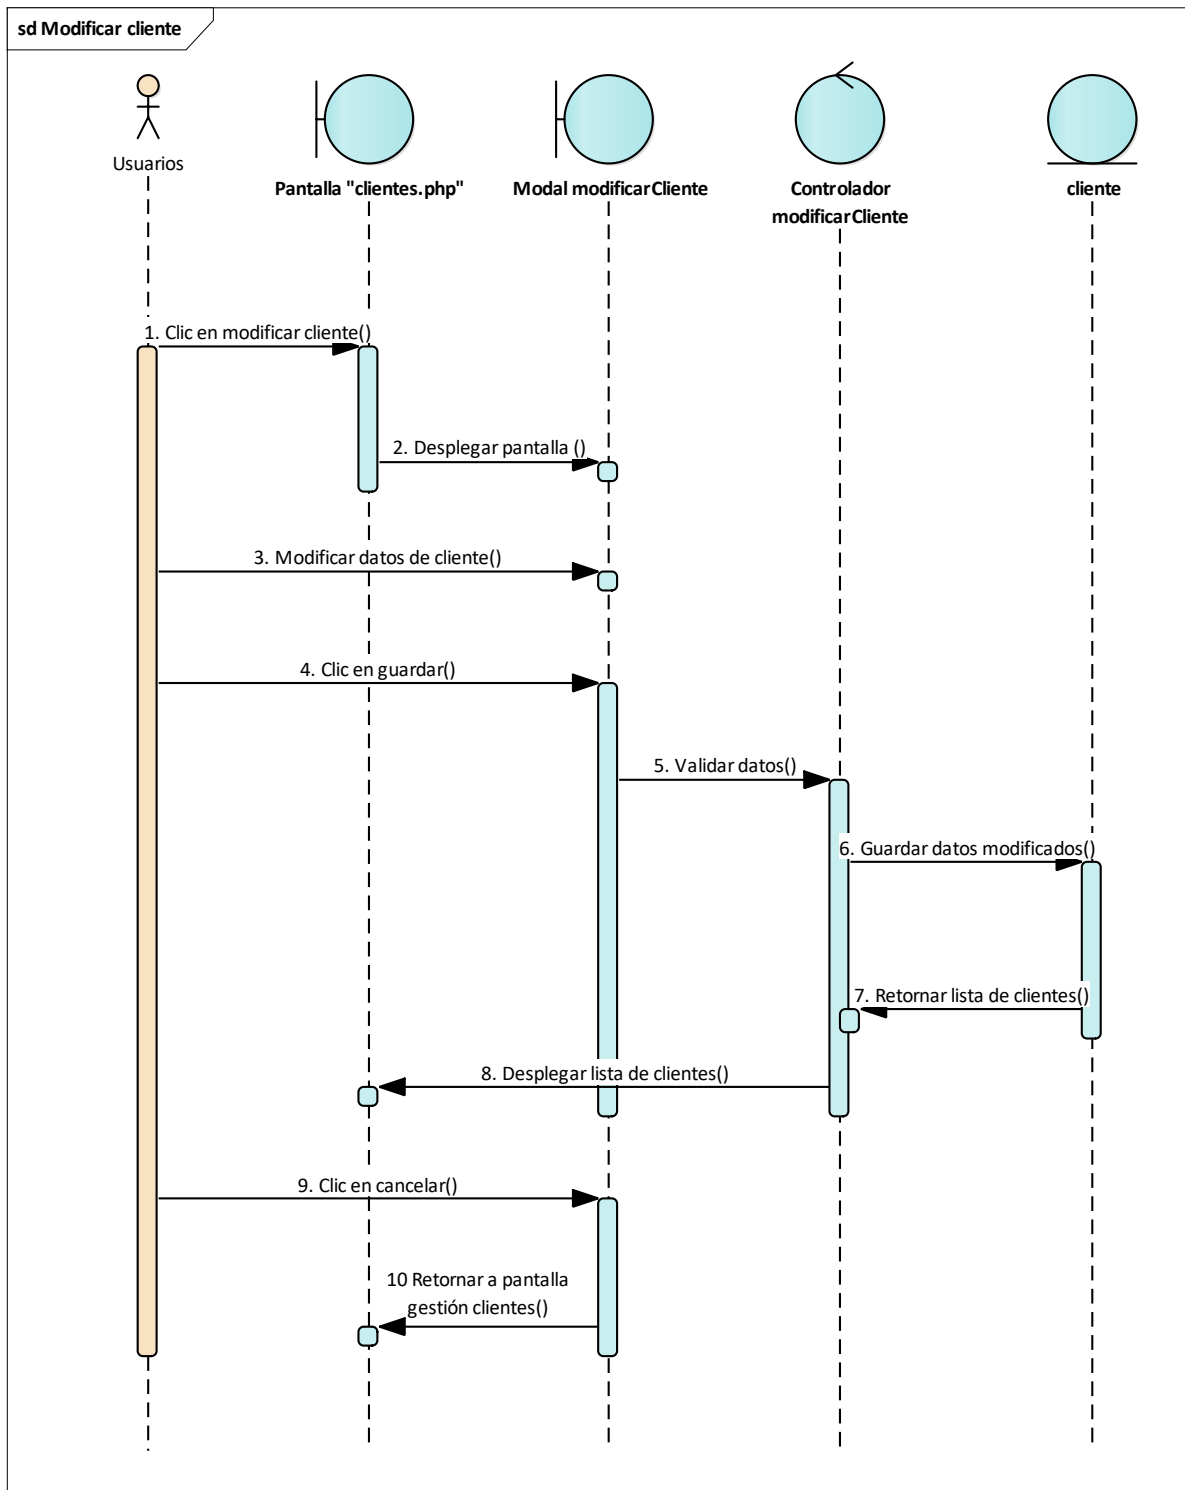 sd Modificar cliente
Usuarios
Pantalla "clientes.php"
Modal modificarCliente
Controlador
modificarCliente
cliente
1. Clic en modificar cliente()
2. Desplegar pantalla ()
3. Modificar datos de cliente()
4. Clic en guardar()
5. Validar datos()
6. Guardar datos modificados()
7. Retornar lista de clientes()
8. Desplegar lista de clientes()
9. Clic en cancelar()
10 Retornar a pantalla
gestión clientes()